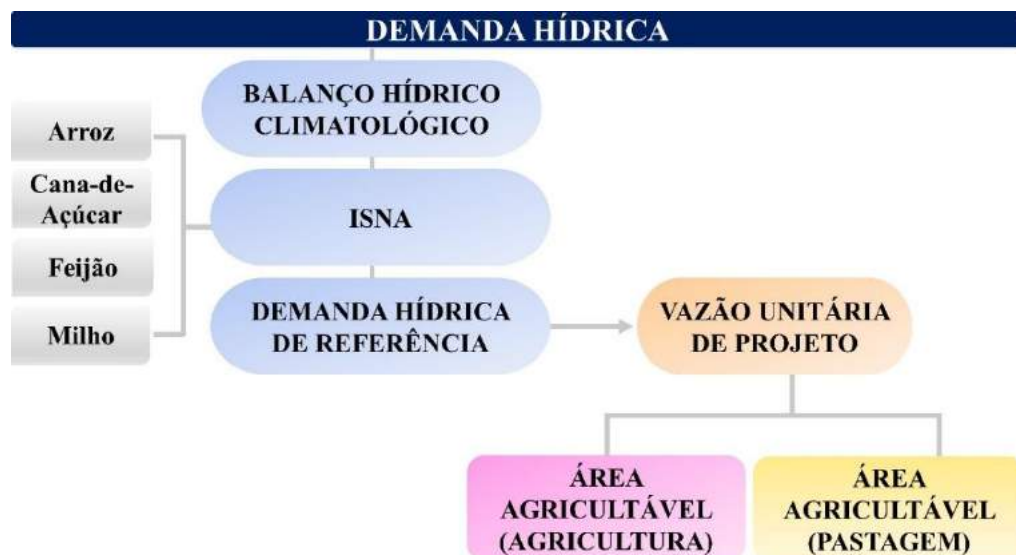 DEMANDA HÍDRICA
BALANÇO HÍDRICO
CLIMATOLÓGICO
Arroz
Cana-de-
Açúcar
Feijão
Milho
ISNA
DEMANDA HÍDRICA
DE REFERÊNCIA
VAZÃO UNITÁRIA
DE PROJETO
ÁREA
AGRICULTÁVEL
(AGRICULTURA)
ÁREA
AGRICULTÁVEL
(PASTAGEM)